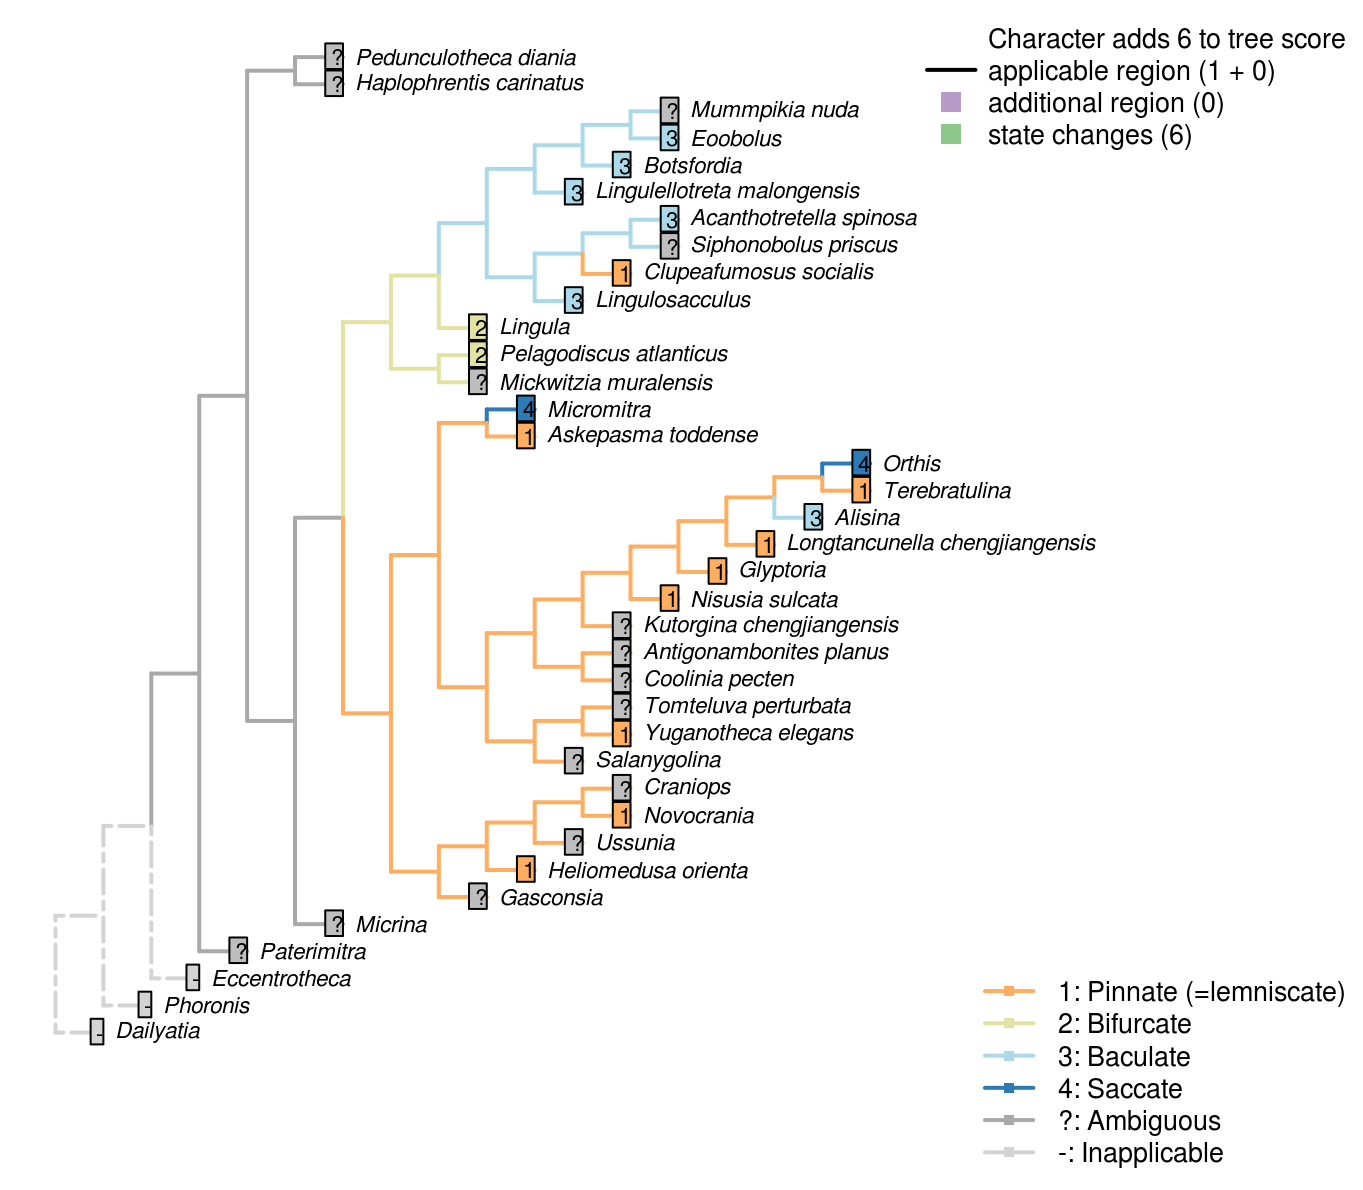 Character adds 6 to tree score
applicable region (1 + 0)
additional region (0)
state changes (6)
? Pedunculotheca diania
? Haplophrentis carinatus
? Mummpikia nuda
3 Eoobolus
3 Botsfordia
3 Lingulellotreta malongensis
3 Acanthotretella spinosa
? Siphonobolus priscus
1 Clupeafumosus socialis
3 Lingulosacculus
2 Lingula
2 Pelagodiscus atlanticus
? Mickwitzia muralensis
4 Micromitra
1 Askepasma toddense
4 Orthis
1 Terebratulina
3 Alisina
1 Longtancunella chengjiangensis
1 Glyptoria
1 Nisusia sulcata
? Kutorgina chengjiangensis
? Antigonambonites planus
? Coolinia pecten
? Tomteluva perturbata
1 Yuganotheca elegans
? Salanygolina
? Craniops
1 Novocrania
? Ussunia
1 Heliomedusa orienta
? Gasconsia
? Micrina
? Paterimitra
- Eccentrotheca
- Phoronis
- Dailyatia
1: Pinnate (=lemniscate)
2: Bifurcate
3: Baculate
4: Saccate
?: Ambiguous
-: Inapplicable